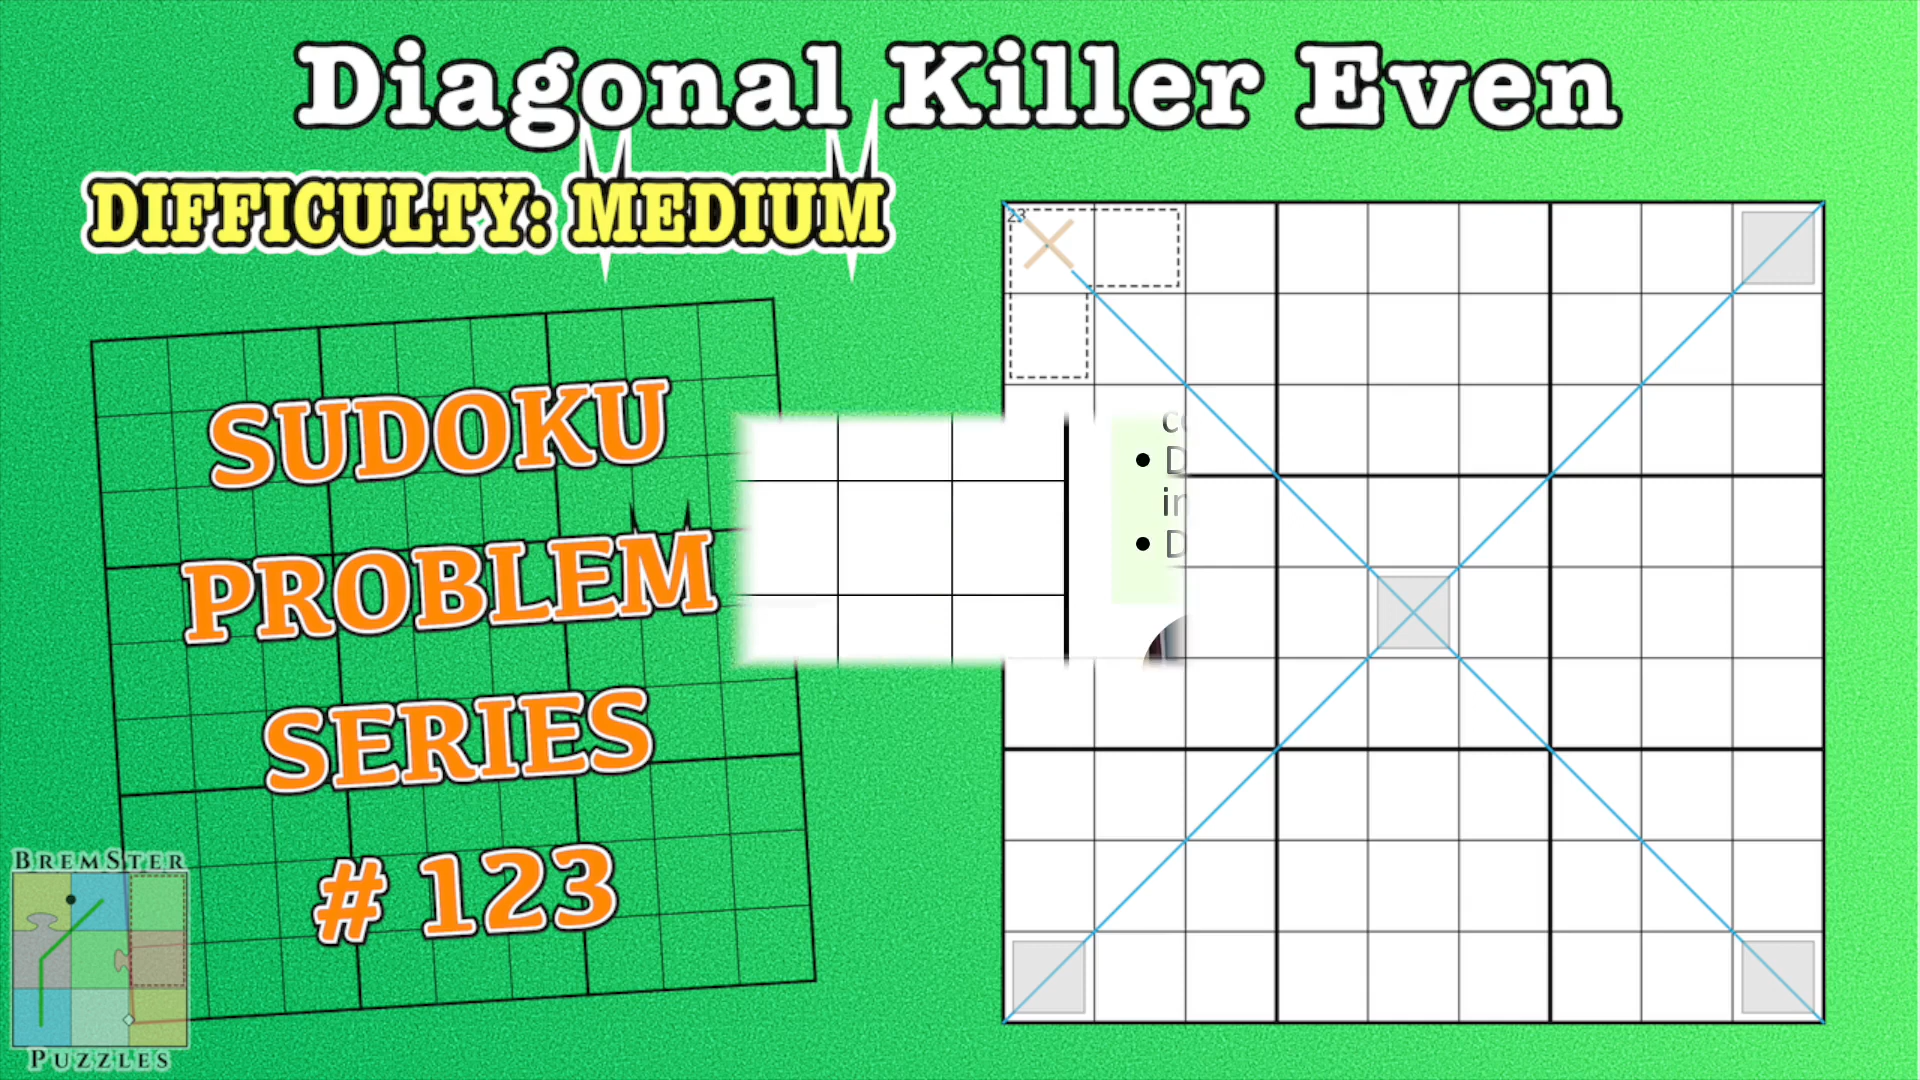 Diagonal Killer Even
DIFFICULTY: MEDIUM
23
SUDOKU
PROBLEM
SERIES
# 123
BREMSTER
PUZZLES